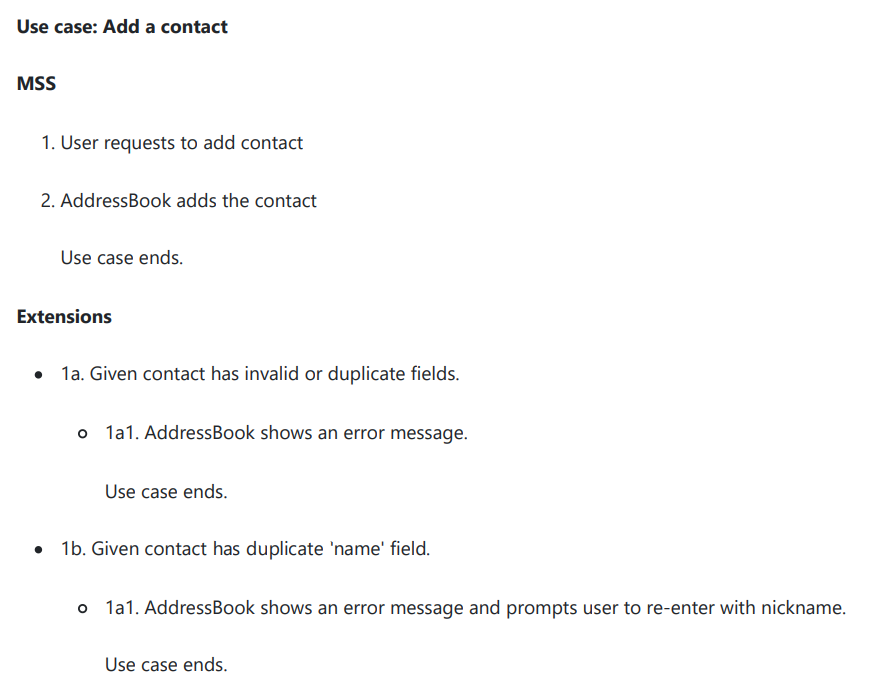 Use case: Add a contact
MSS
1. User requests to add contact
2. AddressBook adds the contact
Use case ends.
Extensions
1a. Given contact has invalid or duplicate fields.
1a1. AddressBook shows an error message.
Use case ends.
1b. Given contact has duplicate 'name' field.
1a1. AddressBook shows an error message and prompts user to re-enter with nickname.
Use case ends.